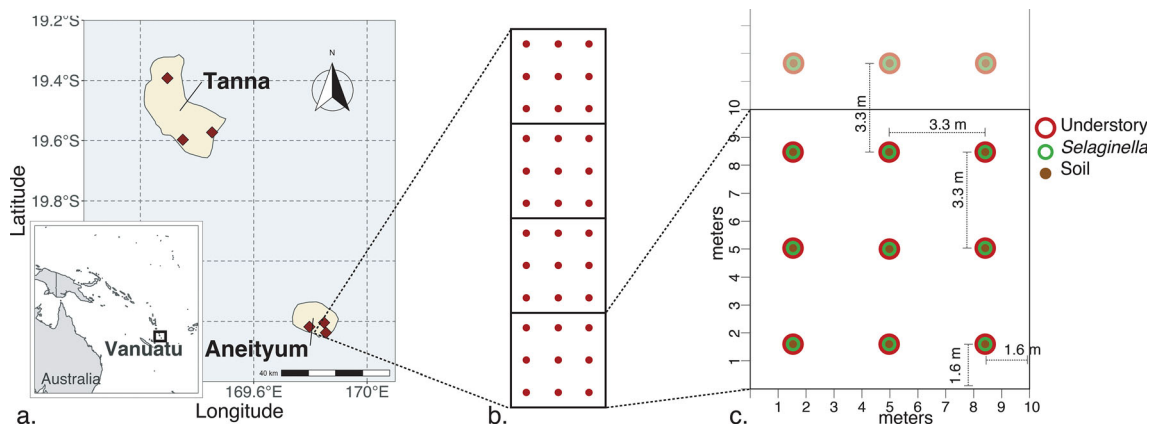 19.2°S
19.4°S
19.6°S
19.8°S
Latitude
Tanna
N
Aneityum
Vanuatu
Australia
40 km
169.6°E
170°E
Longitude
a.
b.
10
9
8
7
6
5
4
3
2
1
meters
10
3.3 m
3.3 m
3.3 m
1.6 m
1.6 m
1
2
3
4
5
6
7
8
9
10
meters
c.
Understory
Selaginella
Soil